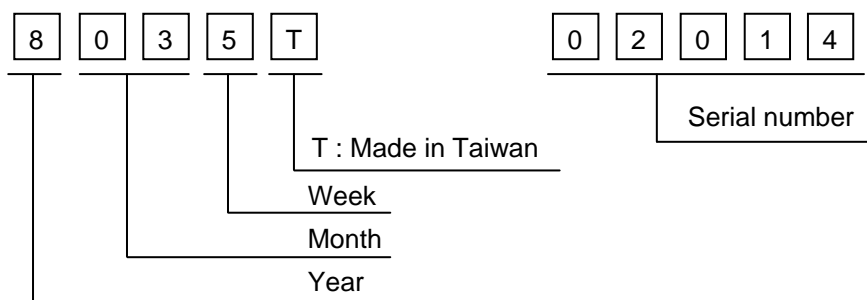 8 0 3 5 T 0 2 0 1 4
Serial number
T : Made in Taiwan
Week
Month
Year